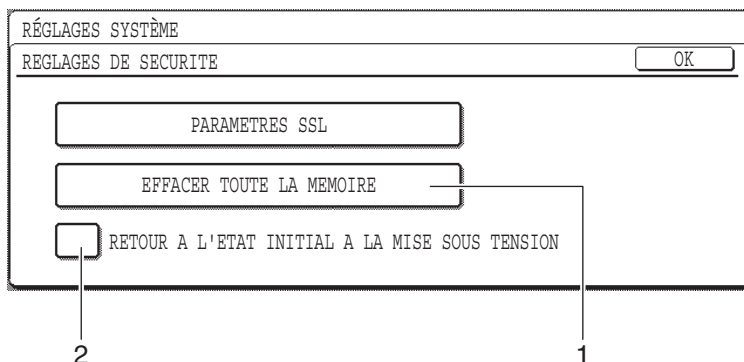 RÉGLAGES SYSTÈME
REGLAGES DE SECURITE OK
PARAMETRES SSL
EFFACER TOUTE LA MEMOIRE
RETOUR A L'ETAT INITIAL A LA MISE SOUS TENSION
2 1